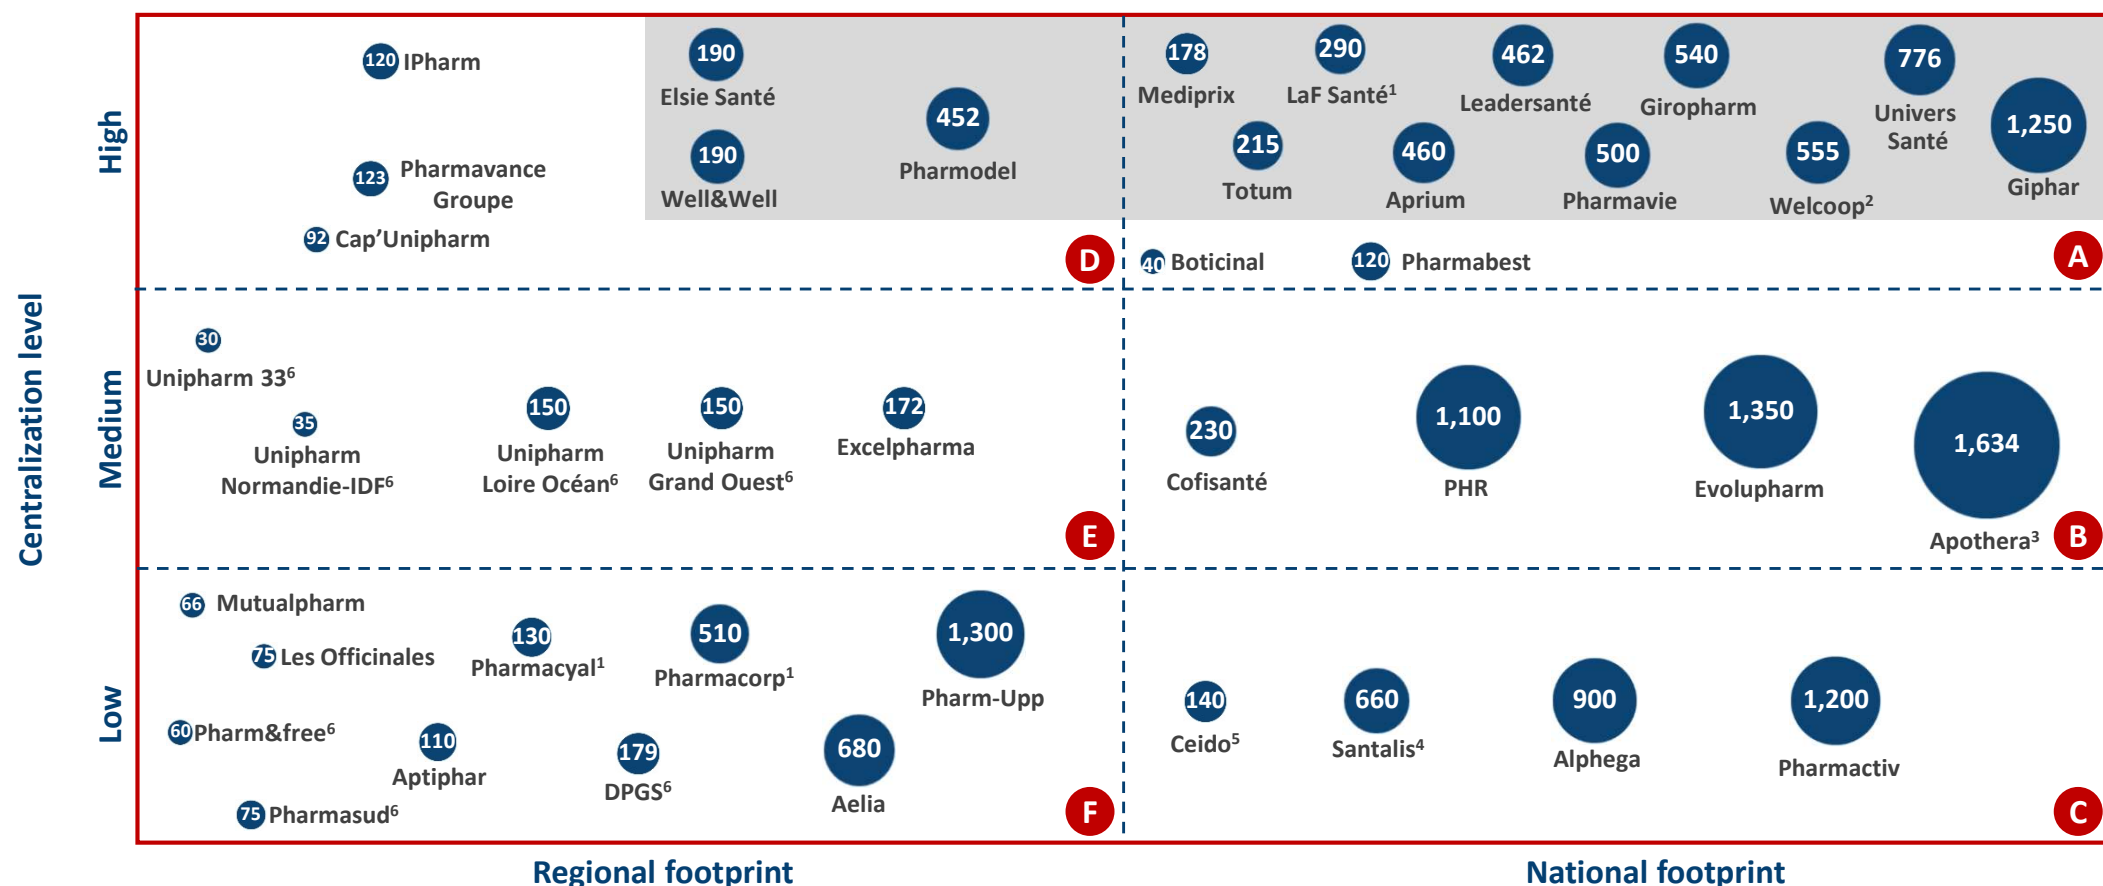 Centralization level
High
120 IPharm
190
Elsie Santé
452
Pharmodel
123 Pharmavance
Groupe
190
Well&Well
92 Cap’Unipharm
D
178
Mediprix
290
LaF Santé¹
462
Leadersanté
540
Giropharm
776
Univers
Santé
1,250
Giphar
215
Totum
460
Aprium
500
Pharmavie
555
Welcoop²
40 Boticinal
120 Pharmabest
A
Medium
30
Unipharm 33⁶
35
Unipharm
Normandie-IDF⁶
150
Unipharm
Loire Océan⁶
150
Unipharm
Grand Ouest⁶
172
Excelpharma
E
230
Cofisanté
1,100
PHR
1,350
Evolupharm
1,634
Apothera³
B
Low
66 Mutualpharm
75 Les Officinales
130
Pharmacyal¹
510
Pharmacorp¹
1,300
Pharm-Upp
60 Pharm&free⁶
110
Aptiphar
179
DPGS⁶
680
Aelia
75 Pharmasud⁶
F
140
Ceido⁵
660
Santalis⁴
900
Alphega
1,200
Pharmactiv
C
Regional footprint
National footprint